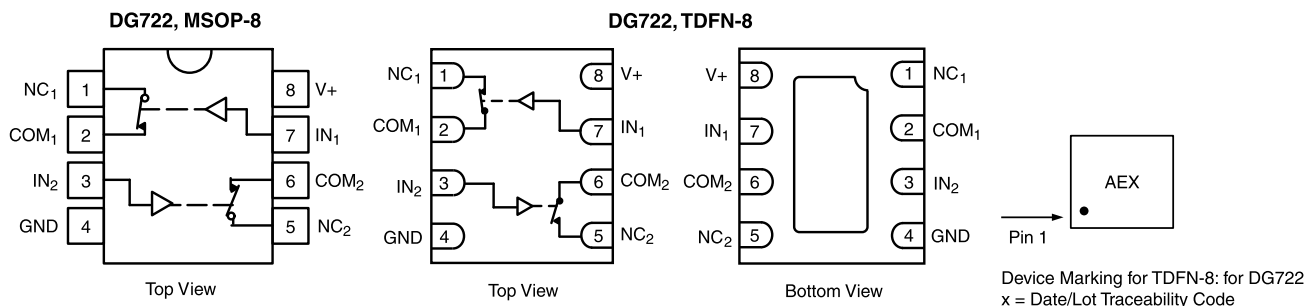 DG722, MSOP-8
NC1 1 8 V+
COM1 2 7 IN1
IN2 3 6 COM2
GND 4 5 NC2
Top View
DG722, TDFN-8
NC1 1 8 V+
COM1 2 7 IN1
IN2 3 6 COM2
GND 4 5 NC2
Top View
V+ 8 1 NC1
IN1 7 2 COM1
COM2 6 3 IN2
NC2 5 4 GND
Bottom View
AEX
Pin 1
Device Marking for TDFN-8: for DG722
x = Date/Lot Traceability Code